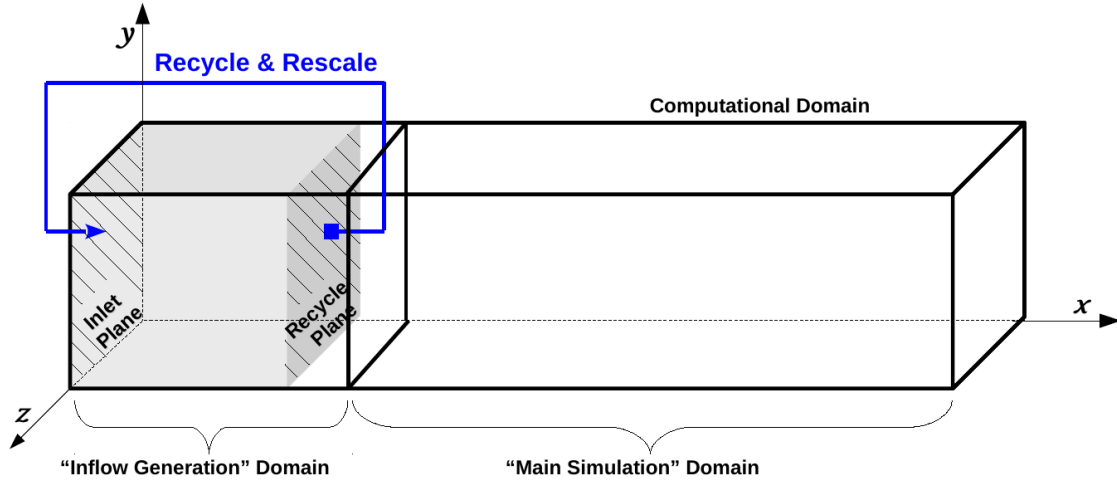 y
Recycle & Rescale
Computational Domain
Inlet
Plane
Recycle
Plane
x
z
“Inflow Generation” Domain
“Main Simulation” Domain